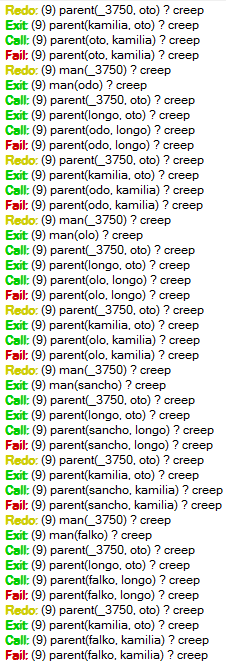 Redo: (9) parent(_3750, oto) ? creep
Exit: (9) parent(kamilia, oto) ? creep
Call: (9) parent(oto, kamilia) ? creep
Fail: (9) parent(oto, kamilia) ? creep
Redo: (9) man(_3750) ? creep
Exit: (9) man(odo) ? creep
Call: (9) parent(_3750, oto) ? creep
Exit: (9) parent(longo, oto) ? creep
Call: (9) parent(odo, longo) ? creep
Fail: (9) parent(odo, longo) ? creep
Redo: (9) parent(_3750, oto) ? creep
Exit: (9) parent(kamilia, oto) ? creep
Call: (9) parent(odo, kamilia) ? creep
Fail: (9) parent(odo, kamilia) ? creep
Redo: (9) man(_3750) ? creep
Exit: (9) man(olo) ? creep
Call: (9) parent(_3750, oto) ? creep
Exit: (9) parent(longo, oto) ? creep
Call: (9) parent(olo, longo) ? creep
Fail: (9) parent(olo, longo) ? creep
Redo: (9) parent(_3750, oto) ? creep
Exit: (9) parent(kamilia, oto) ? creep
Call: (9) parent(olo, kamilia) ? creep
Fail: (9) parent(olo, kamilia) ? creep
Redo: (9) man(_3750) ? creep
Exit: (9) man(sancho) ? creep
Call: (9) parent(_3750, oto) ? creep
Exit: (9) parent(longo, oto) ? creep
Call: (9) parent(sancho, longo) ? creep
Fail: (9) parent(sancho, longo) ? creep
Redo: (9) parent(_3750, oto) ? creep
Exit: (9) parent(kamilia, oto) ? creep
Call: (9) parent(sancho, kamilia) ? creep
Fail: (9) parent(sancho, kamilia) ? creep
Redo: (9) man(_3750) ? creep
Exit: (9) man(falko) ? creep
Call: (9) parent(_3750, oto) ? creep
Exit: (9) parent(longo, oto) ? creep
Call: (9) parent(falko, longo) ? creep
Fail: (9) parent(falko, longo) ? creep
Redo: (9) parent(_3750, oto) ? creep
Exit: (9) parent(kamilia, oto) ? creep
Call: (9) parent(falko, kamilia) ? creep
Fail: (9) parent(falko, kamilia) ? creep